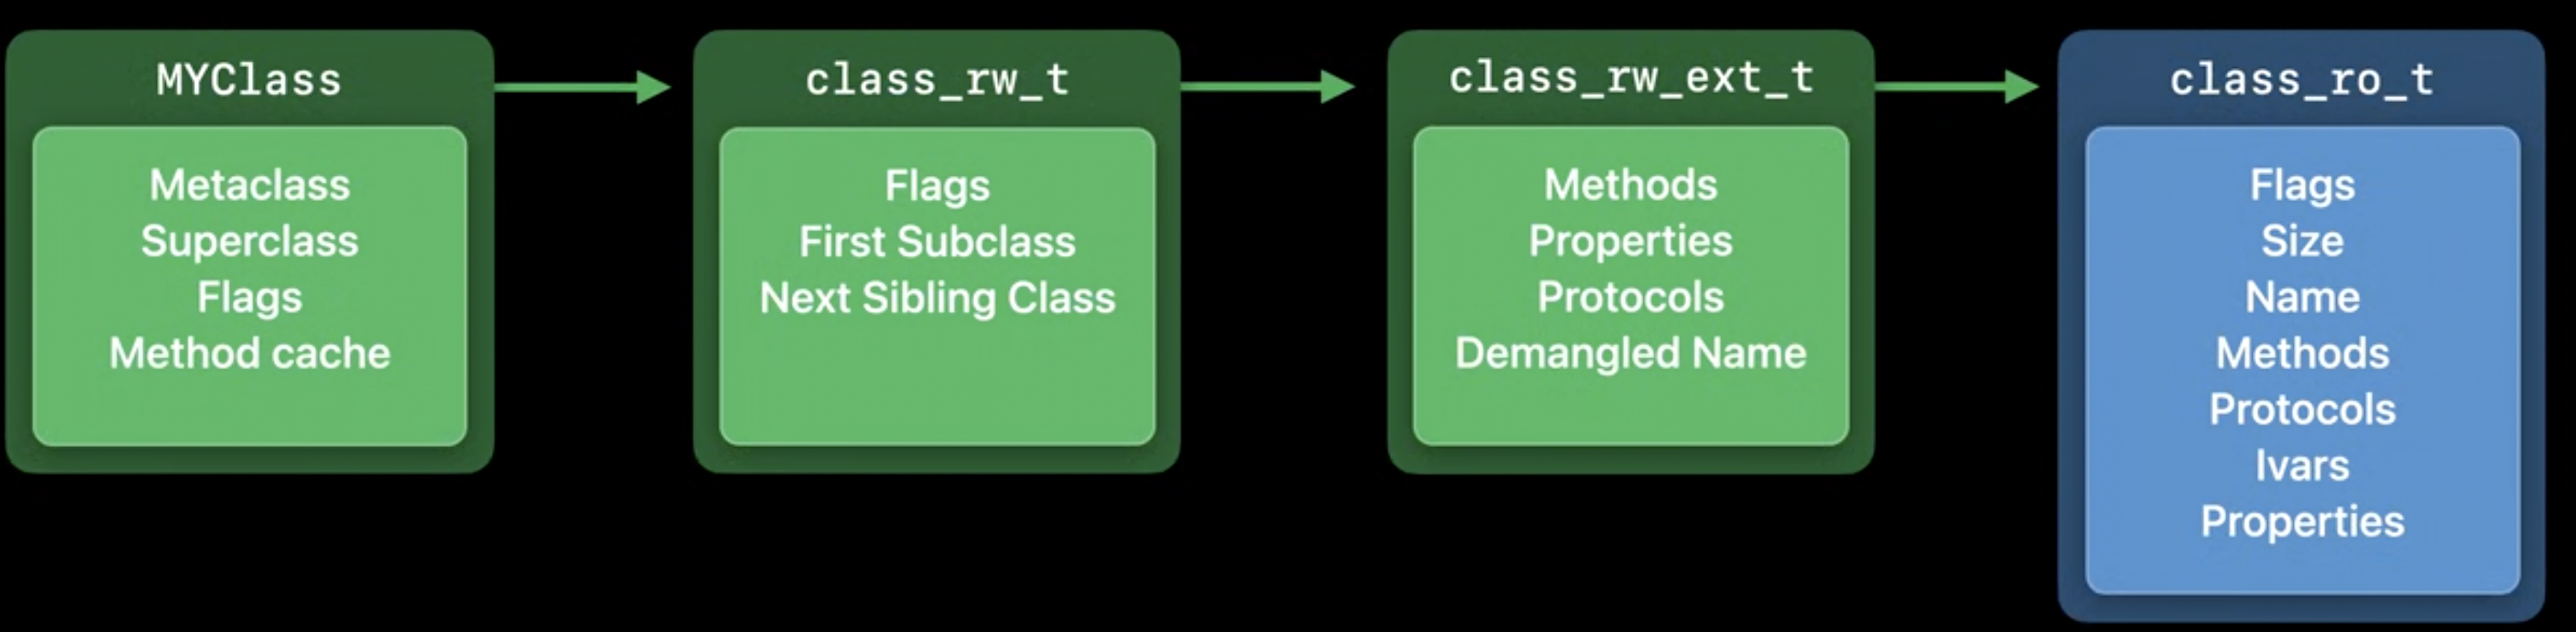 MYClass
Metaclass
Superclass
Flags
Method cache
class_rw_t
Flags
First Subclass
Next Sibling Class
class_rw_ext_t
Methods
Properties
Protocols
Demangled Name
class_ro_t
Flags
Size
Name
Methods
Protocols
Ivars
Properties